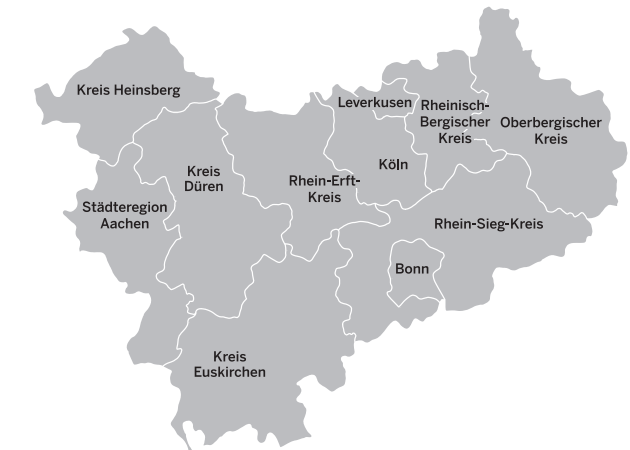 Kreis Heinsberg
Leverkusen
Rheinisch-
Bergischer
Kreis
Oberbergischer
Kreis
Kreis
Düren
Köln
Rhein-Erft-
Kreis
Städteregion
Aachen
Rhein-Sieg-Kreis
Bonn
Kreis
Euskirchen